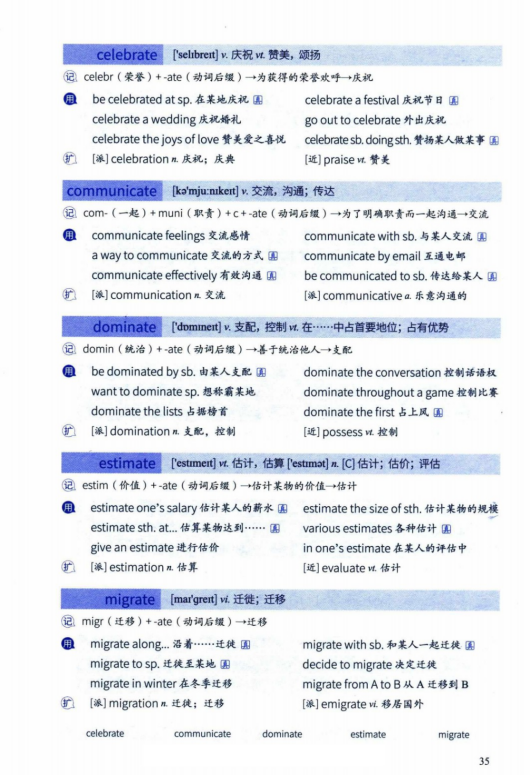 celebrate ['selɪbreɪt] v. 庆祝 vt. 赞美，颂扬
记 celebr（荣誉）+ -ate（动词后缀）→为获得的荣誉欢呼→庆祝
用 be celebrated at sp. 在某地庆祝 真 celebrate a festival 庆祝节日 真
celebrate a wedding 庆祝婚礼 go out to celebrate 外出庆祝
celebrate the joys of love 赞美爱之喜悦 celebrate sb. doing sth. 赞扬某人做某事 真
扩 [派] celebration n. 庆祝；庆典 [近] praise vt. 赞美
communicate [kə'mjuːnɪkeɪt] v. 交流，沟通；传达
记 com-（一起）+ muni（职责）+ c + -ate（动词后缀）→为了明确职责而一起沟通→交流
用 communicate feelings 交流感情 communicate with sb. 与某人交流 真
a way to communicate 交流的方式 真 communicate by email 互通电邮
communicate effectively 有效沟通 真 be communicated to sb. 传达给某人 真
扩 [派] communication n. 交流 [派] communicative a. 乐意沟通的
dominate ['dɒmɪneɪt] v. 支配，控制 vt. 在……中占首要地位；占有优势
记 domin（统治）+ -ate（动词后缀）→善于统治他人→支配
用 be dominated by sb. 由某人支配 真 dominate the conversation 控制话语权
want to dominate sp. 想称霸某地 dominate throughout a game 控制比赛
dominate the lists 占据榜首 dominate the first 占上风 真
扩 [派] domination n. 支配，控制 [近] possess vt. 控制
estimate ['estɪmeɪt] vt. 估计，估算 ['estɪmət] n. [C] 估计；估价；评估
记 estim（价值）+ -ate（动词后缀）→估计某物的价值→估计
用 estimate one's salary 估计某人的薪水 真 estimate the size of sth. 估计某物的规模
estimate sth. at... 估算某物达到…… 真 various estimates 各种估计 真
give an estimate 进行估价 in one's estimate 在某人的评估中
扩 [派] estimation n. 估算 [近] evaluate vt. 估计
migrate [maɪ'ɡreɪt] vi. 迁徙；迁移
记 migr（迁移）+ -ate（动词后缀）→迁移
用 migrate along... 沿着……迁徙 真 migrate with sb. 和某人一起迁徙 真
migrate to sp. 迁徙至某地 真 decide to migrate 决定迁徙
migrate in winter 在冬季迁移 migrate from A to B 从 A 迁移到 B
扩 [派] migration n. 迁徙；迁移 [派] emigrate vi. 移居国外
celebrate communicate dominate estimate migrate
35